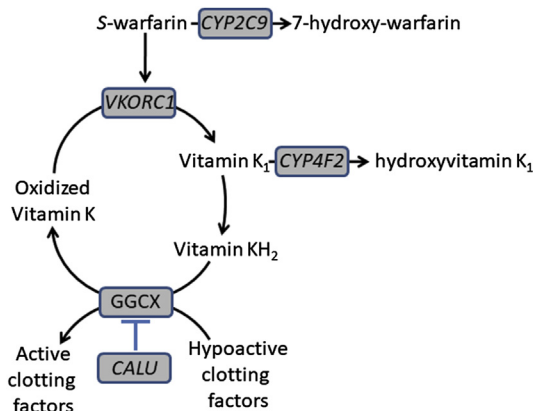 S-warfarin CYP2C9 7-hydroxy-warfarin
VKORC1
Vitamin K1 CYP4F2 hydroxyvitamin K1
Oxidized
Vitamin K
Vitamin KH2
GGCX
Active
clotting
factors
CALU
Hypoactive
clotting
factors